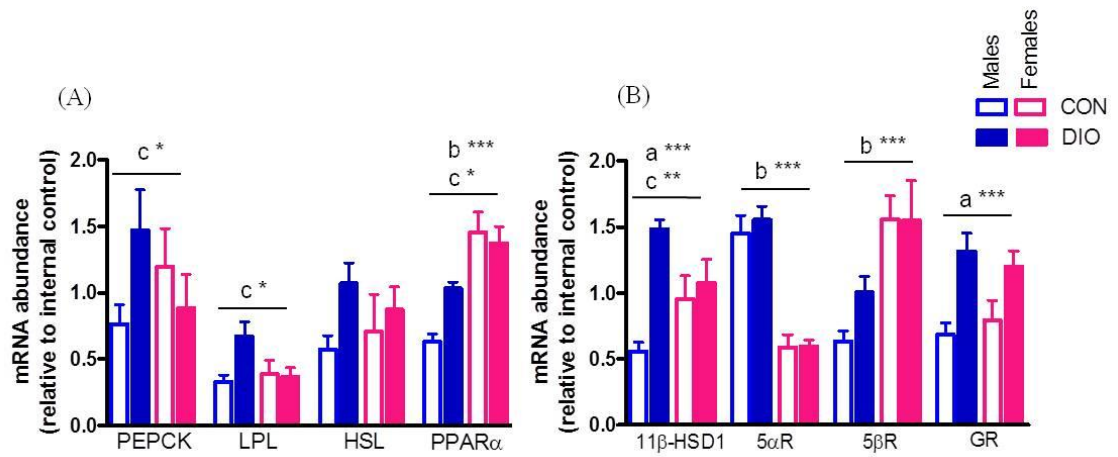 Males
Females
CON
DIO
(A)
mRNA abundance
(relative to internal control)
2.0
1.5
1.0
0.5
0.0
c *
c *
b ***
c *
PEPCK LPL HSL PPARα
(B)
mRNA abundance
(relative to internal control)
2.0
1.5
1.0
0.5
0.0
a ***
c **
b ***
b ***
a ***
11β-HSD1 5αR 5βR GR